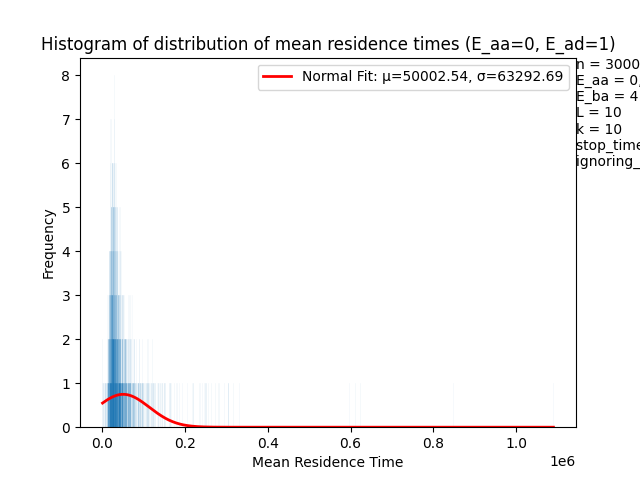 Histogram of distribution of mean residence times (E_aa=0, E_ad=1)
Normal Fit: μ=50002.54, σ=63292.69
n = 3000
E_aa = 0,
E_ba = 4
L = 10
k = 10
stop_time
ignoring_
Frequency
8
7
6
5
4
3
2
1
0
0.0 0.2 0.4 0.6 0.8 1.0
1e6
Mean Residence Time